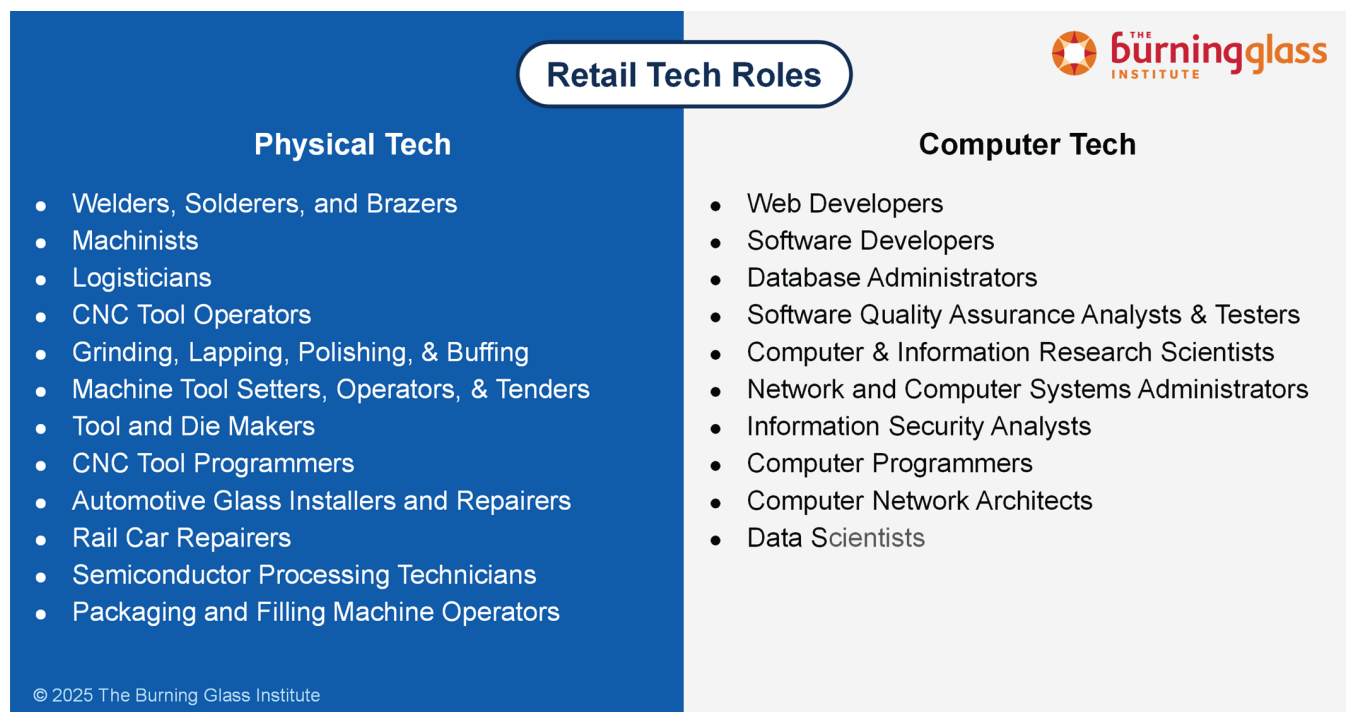 Retail Tech Roles
THE
burningglass
INSTITUTE
Physical Tech
• Welders, Solderers, and Brazers
• Machinists
• Logisticians
• CNC Tool Operators
• Grinding, Lapping, Polishing, & Buffing
• Machine Tool Setters, Operators, & Tenders
• Tool and Die Makers
• CNC Tool Programmers
• Automotive Glass Installers and Repairers
• Rail Car Repairers
• Semiconductor Processing Technicians
• Packaging and Filling Machine Operators
Computer Tech
• Web Developers
• Software Developers
• Database Administrators
• Software Quality Assurance Analysts & Testers
• Computer & Information Research Scientists
• Network and Computer Systems Administrators
• Information Security Analysts
• Computer Programmers
• Computer Network Architects
• Data Scientists
© 2025 The Burning Glass Institute